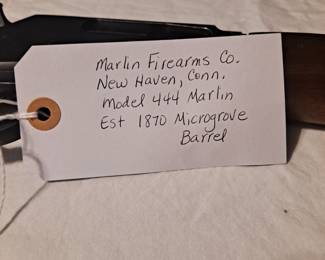 Marlin Firearms Co.
New Haven, Conn.
Model 444 Marlin
Est 1870 Microgrove
Barrel